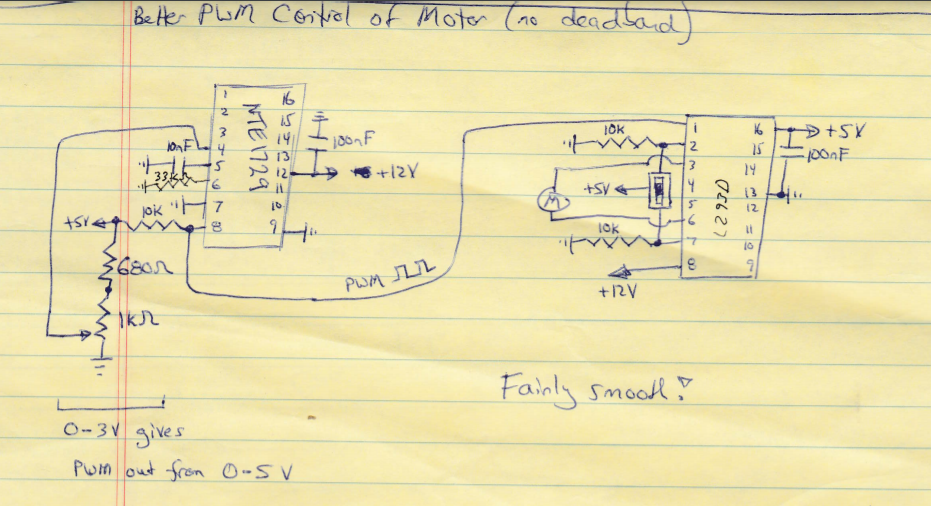 Better PWM Control of Motor (no deadband)
1 16
2 15
3 14
4 13
5 12
6 11
7 10
8 9
NTE1729
10nF
33KΩ
10K
+5V
680Ω
1kΩ
100nF
+12V
PWM
10K
+5V
M
10K
+12V
1 16
2 15
3 14
4 13
5 12
6 11
7 10
8 9
+5V
100nF
Fairly smooth!
0-3V gives
PWM out from 0-5V